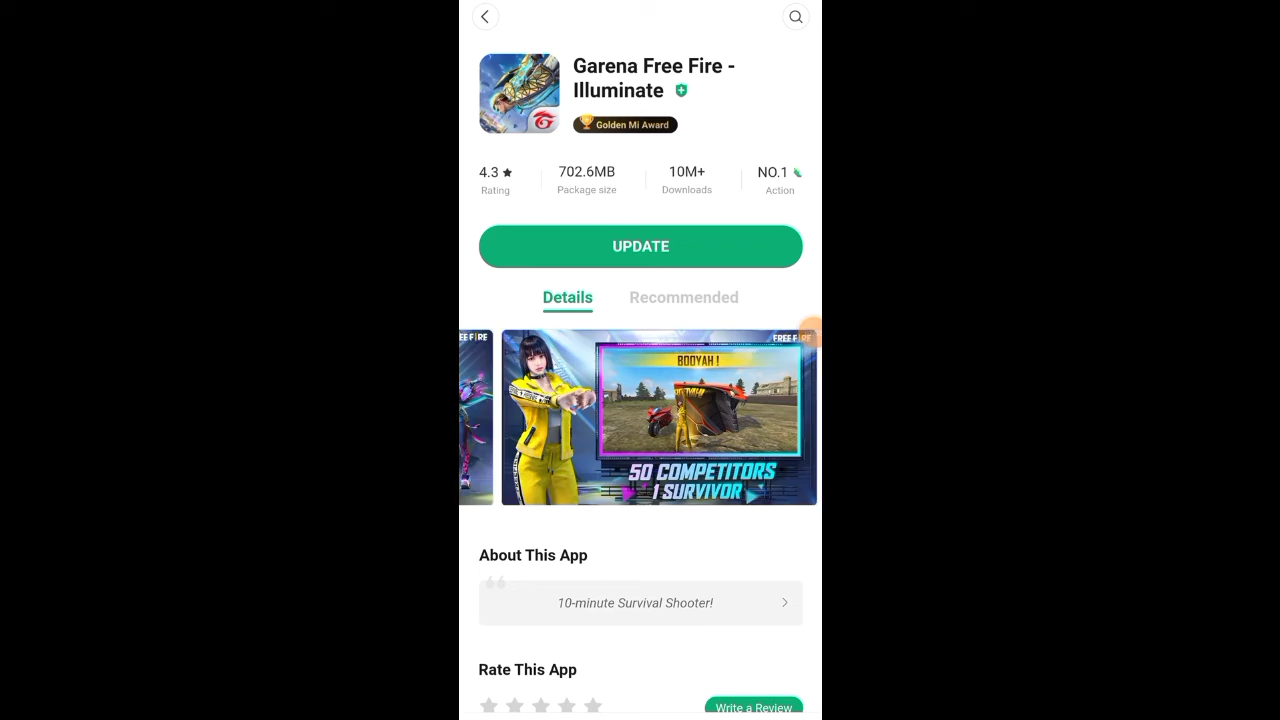 Garena Free Fire -
Illuminate
Golden Mi Award
4.3
702.6MB
10M+
NO.1
Rating
Package size
Downloads
Action
UPDATE
Details
Recommended
EE FIRE
FREE FIRE
BOOYAH !
50 COMPETITORS
1 SURVIVOR
About This App
10-minute Survival Shooter!
Rate This App
Write a Review